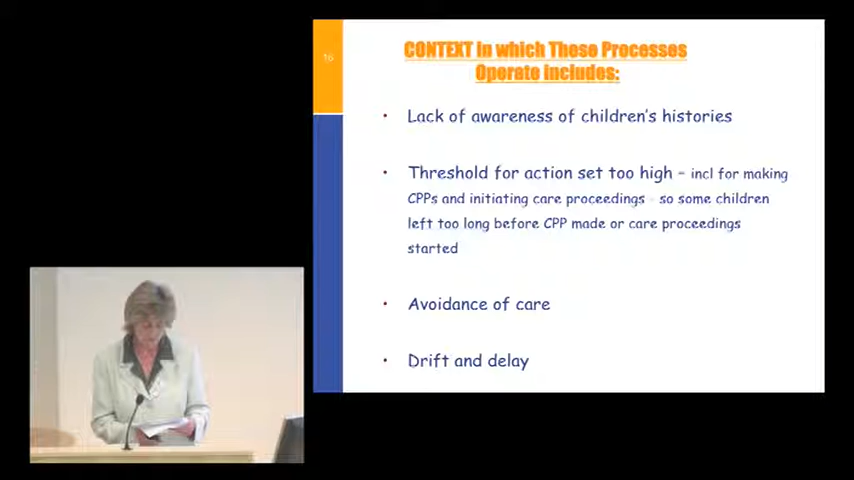 16
CONTEXT in which These Processes
Operate includes:
• Lack of awareness of children's histories
• Threshold for action set too high – incl for making
CPPs and initiating care proceedings – so some children
left too long before CPP made or care proceedings
started
• Avoidance of care
• Drift and delay